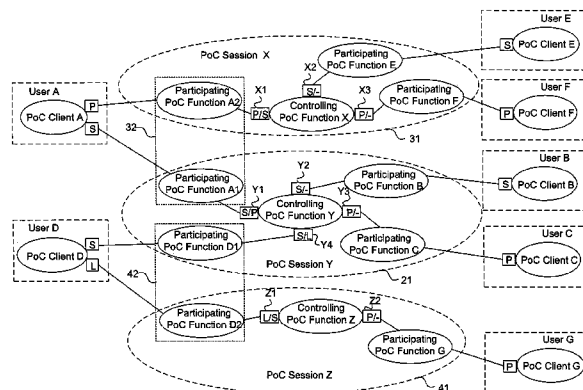 User E
S
PoC Client E
PoC Session X
Participating
PoC Function E
X2
User A
P
PoC Client A
S
Participating
PoC Function A2
X1
P/S
S/-
Controlling
PoC Function X
X3
P/-
Participating
PoC Function F
User F
P
PoC Client F
32
31
User B
S
PoC Client B
Participating
PoC Function A1
Y1
S/P
Y2
S/-
Controlling
PoC Function Y
Y3
P/-
S/L
Y4
Participating
PoC Function B
User D
S
PoC Client D
L
Participating
PoC Function D1
Participating
PoC Function C
User C
P
PoC Client C
42
PoC Session Y
21
Participating
PoC Function D2
Z1
L/S
Controlling
PoC Function Z
Z2
P/-
Participating
PoC Function G
User G
P
PoC Client G
PoC Session Z
41